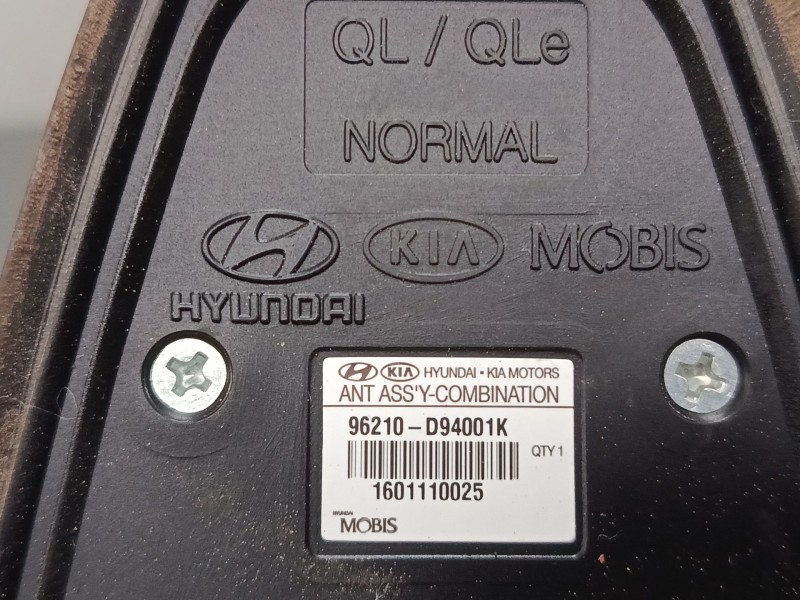 QL / QLe
NORMAL
KIA MOBIS
HYUNDAI
KIA HYUNDAI • KIA MOTORS
ANT ASS'Y-COMBINATION
96210-D94001K
QTY 1
1601110025
HYUNDAI
MOBIS